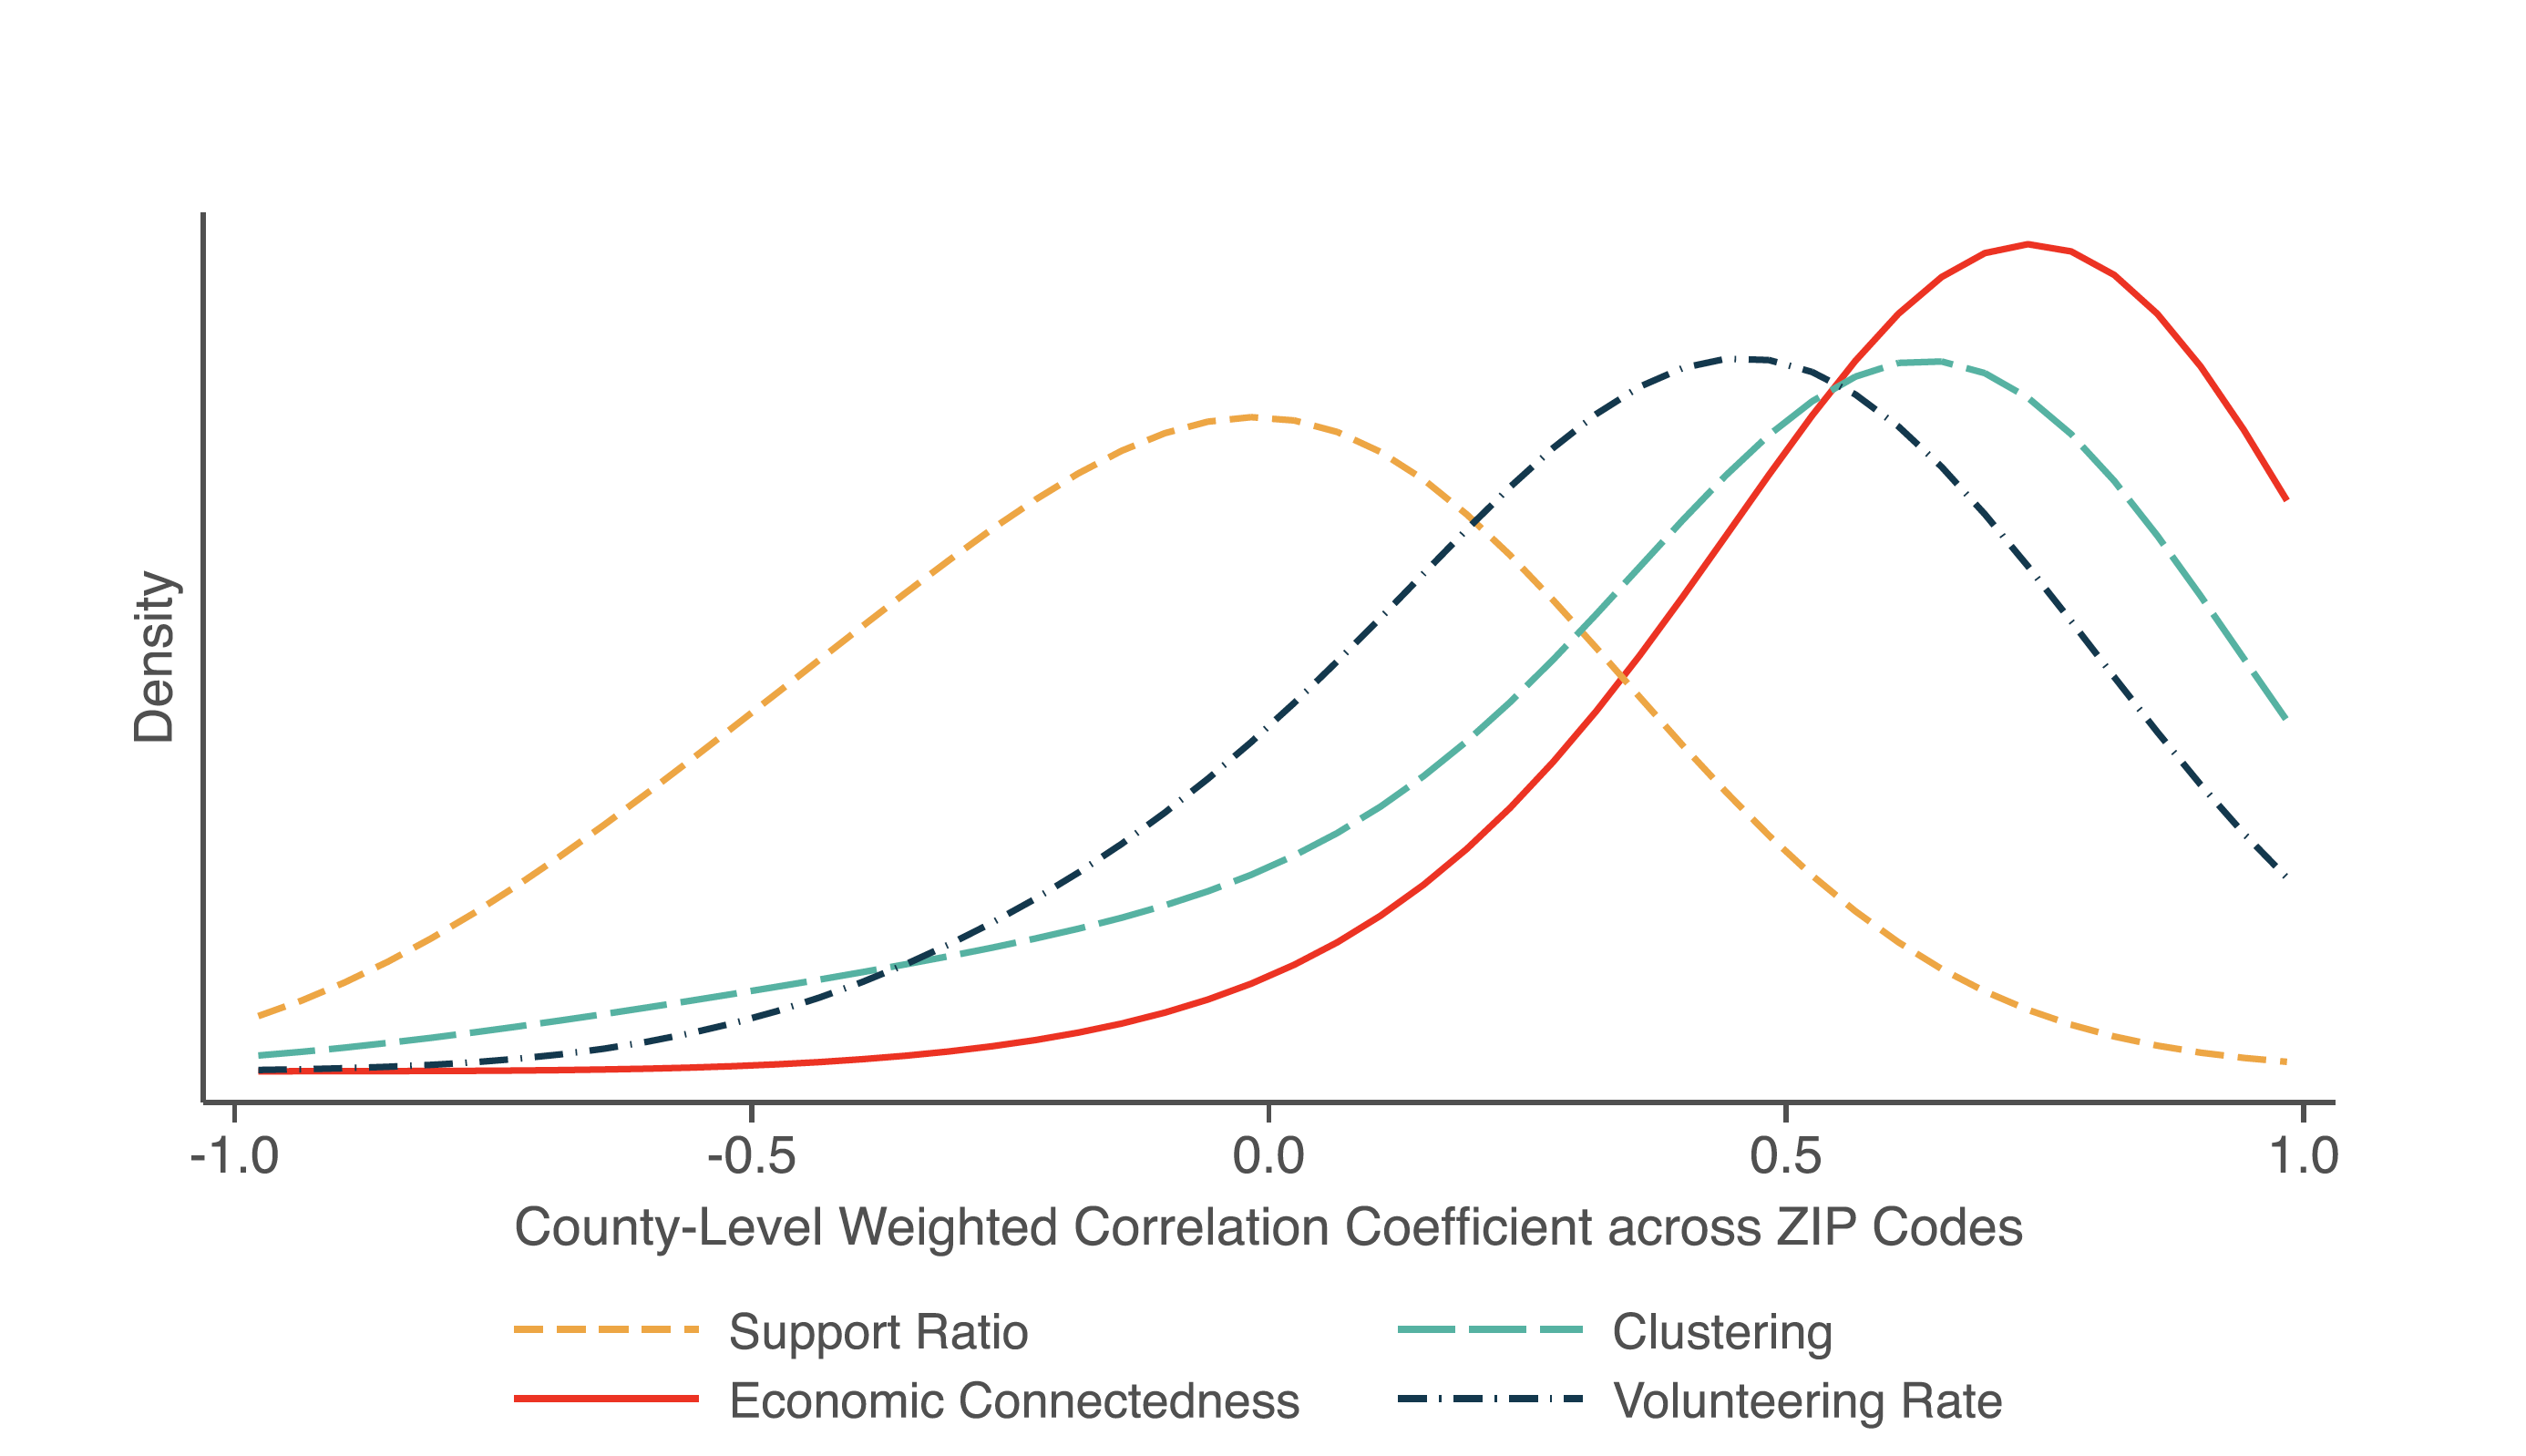 Density
-1.0 -0.5 0.0 0.5 1.0
County-Level Weighted Correlation Coefficient across ZIP Codes
Support Ratio Clustering
Economic Connectedness Volunteering Rate